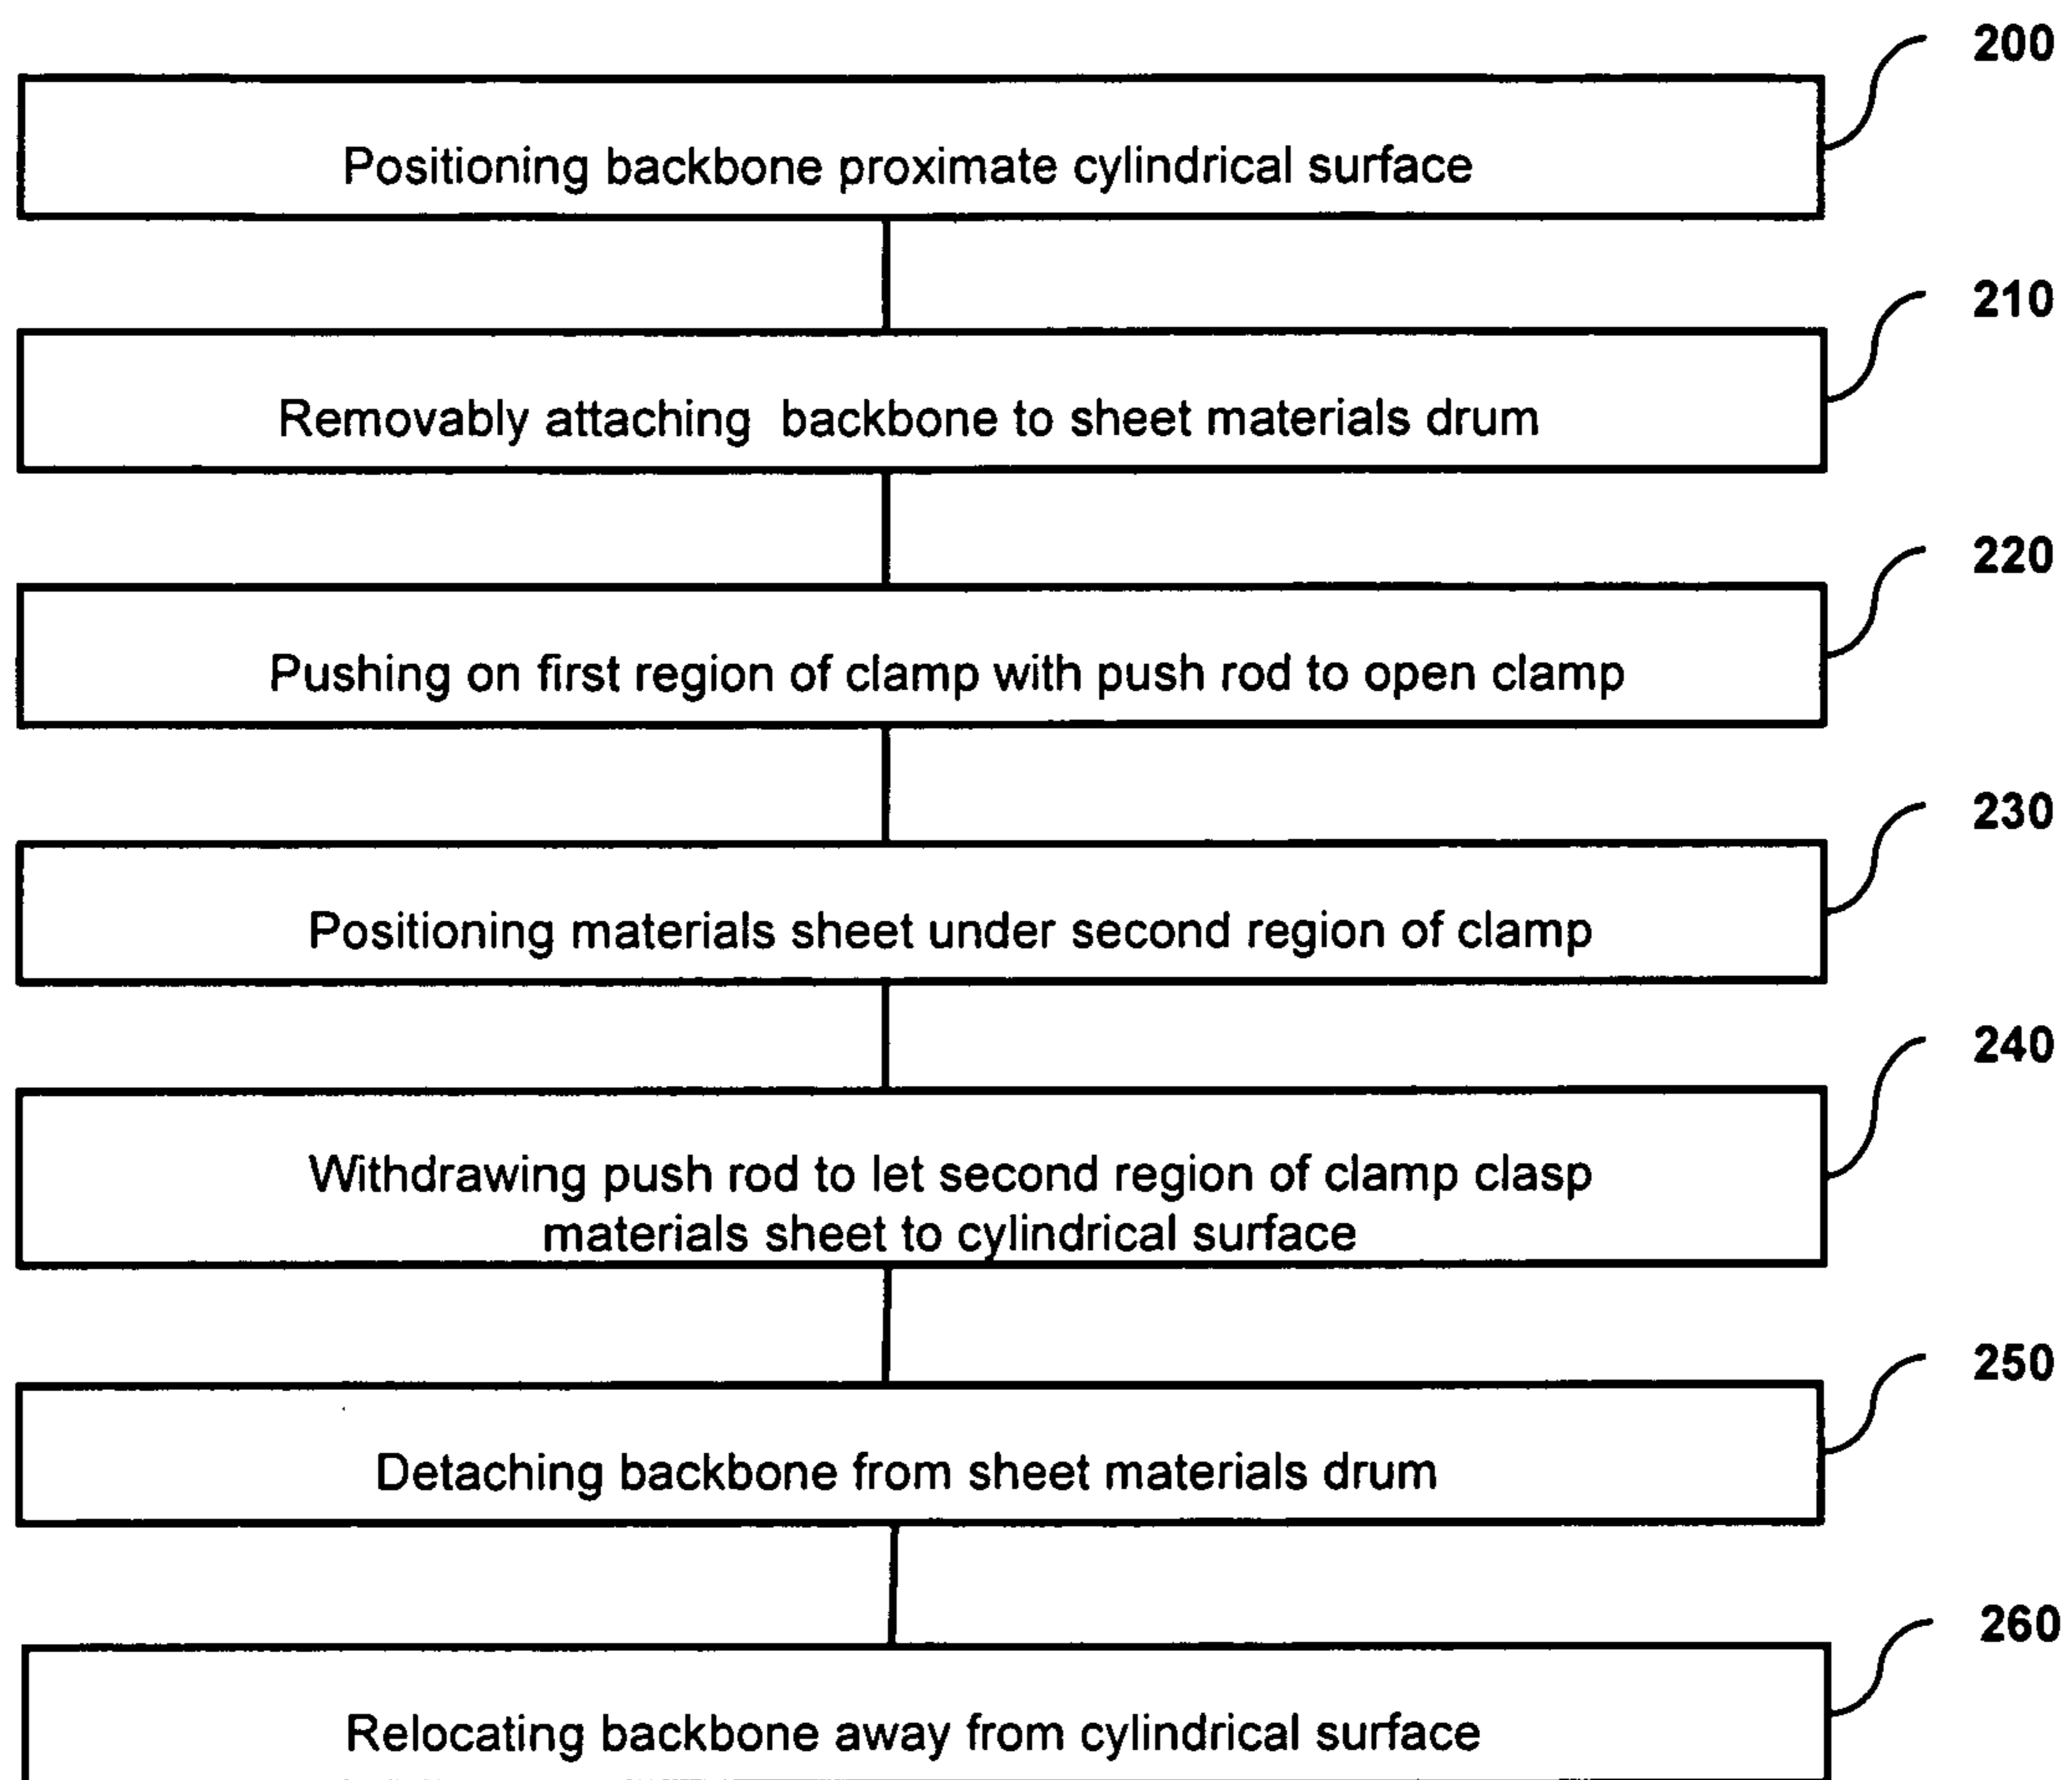 200
Positioning backbone proximate cylindrical surface
210
Removably attaching backbone to sheet materials drum
220
Pushing on first region of clamp with push rod to open clamp
230
Positioning materials sheet under second region of clamp
240
Withdrawing push rod to let second region of clamp clasp
materials sheet to cylindrical surface
250
Detaching backbone from sheet materials drum
260
Relocating backbone away from cylindrical surface